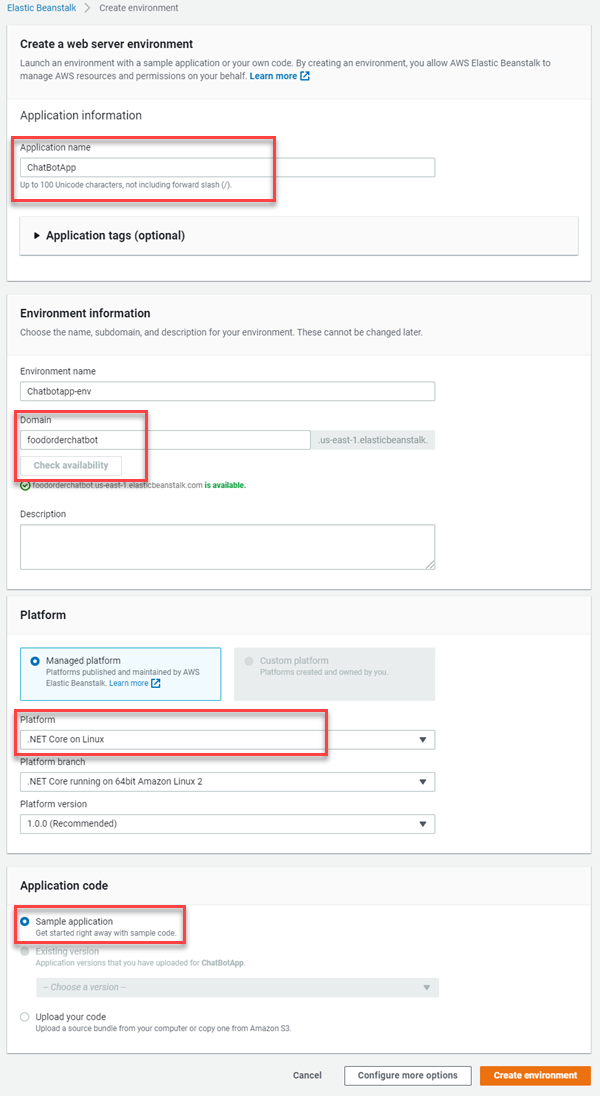 Elastic Beanstalk > Create environment
Create a web server environment
Launch an environment with a sample application or your own code. By creating an environment, you allow AWS Elastic Beanstalk to
manage AWS resources and permissions on your behalf. Learn more
Application information
Application name
ChatBotApp
Up to 100 Unicode characters, not including forward slash (/).
Application tags (optional)
Environment information
Choose the name, subdomain, and description for your environment. These cannot be changed later.
Environment name
Chatbotapp-env
Domain
foodorderchatbot .us-east-1.elasticbeanstalk.
Check availability
foodorderchatbot.us-east-1.elasticbeanstalk.com is available.
Description
Platform
Managed platform
Platforms published and maintained by AWS
Elastic Beanstalk. Learn more
Custom platform
Platforms created and owned by you.
Platform
.NET Core on Linux
Platform branch
.NET Core running on 64bit Amazon Linux 2
Platform version
1.0.0 (Recommended)
Application code
Sample application
Get started right away with sample code.
Existing version
Application versions that you have uploaded for ChatBotApp.
-- Choose a version --
Upload your code
Upload a source bundle from your computer or copy one from Amazon S3.
Cancel Configure more options Create environment